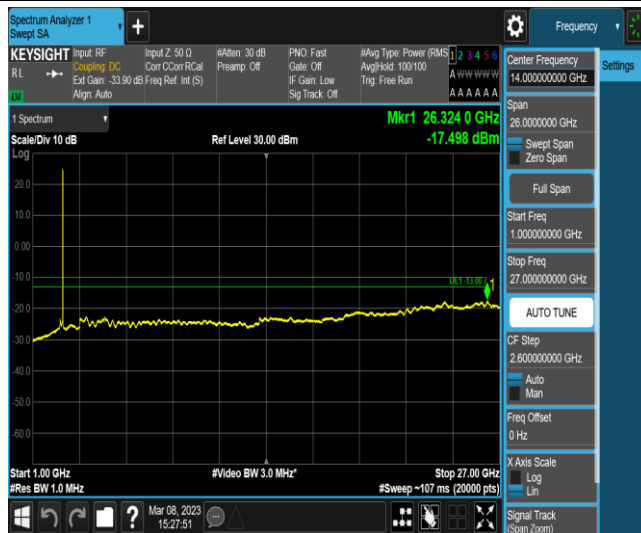 Spectrum Analyzer 1
Swept SA
+
Frequency
KEYSIGHT
RL
LXI
Input: RF
Coupling: DC
Ext Gain: -33.90 dB
Align: Auto
Input Z: 50 Ω
Corr CCorr RCal
Freq Ref: Int (S)
#Atten: 30 dB
Preamp: Off
PNO: Fast
Gate: Off
IF Gain: Low
Sig Track: Off
#Avg Type: Power (RMS
Avg|Hold: 100/100
Trig: Free Run
1 2 3 4 5 6
A W W W W W
A A A A A A
1 Spectrum
Scale/Div 10 dB
Log
Ref Level 30.00 dBm
Mkr1 26.324 0 GHz
-17.498 dBm
20.0
10.0
0.00
-10.0
-20.0
-30.0
-40.0
-50.0
-60.0
DL1 -13.00
1
Start 1.00 GHz
#Res BW 1.0 MHz
#Video BW 3.0 MHz*
Stop 27.00 GHz
#Sweep ~107 ms (20000 pts)
Mar 08, 2023
15:27:51
?
Center Frequency
14.000000000 GHz
Settings
Span
26.0000000 GHz
Swept Span
Zero Span
Full Span
Start Freq
1.000000000 GHz
Stop Freq
27.000000000 GHz
AUTO TUNE
CF Step
2.600000000 GHz
Auto
Man
Freq Offset
0 Hz
X Axis Scale
Log
Lin
Signal Track
(Span Zoom)